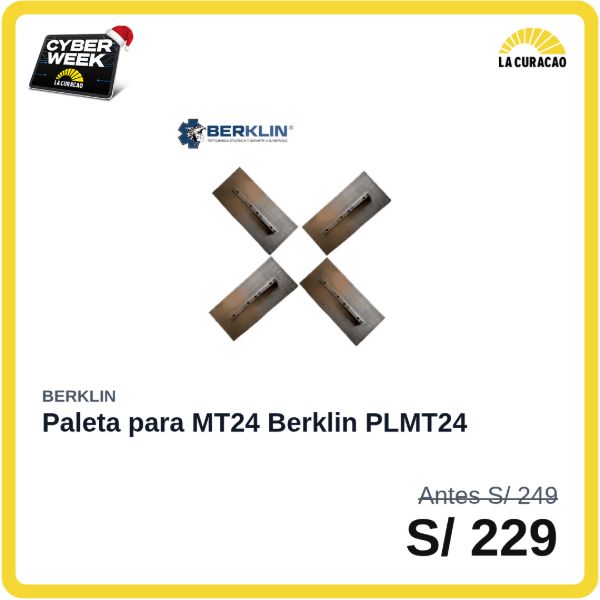 CYBER
WEEK
LA CURACAO
LA CURACAO
BERKLIN®
BERKLIN
Paleta para MT24 Berklin PLMT24
Antes S/ 249
S/ 229